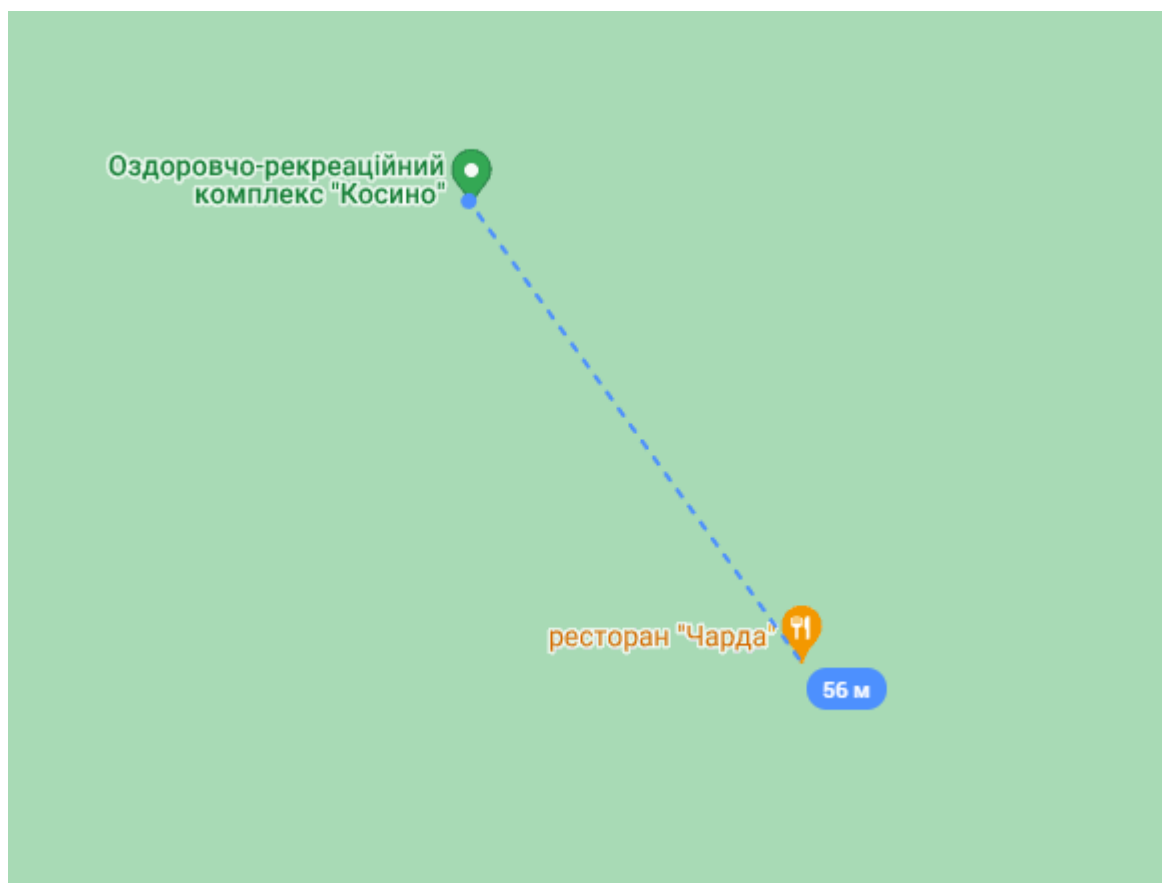 Оздоровчо-рекреаційний
комплекс "Косино"
ресторан "Чарда"
56 м